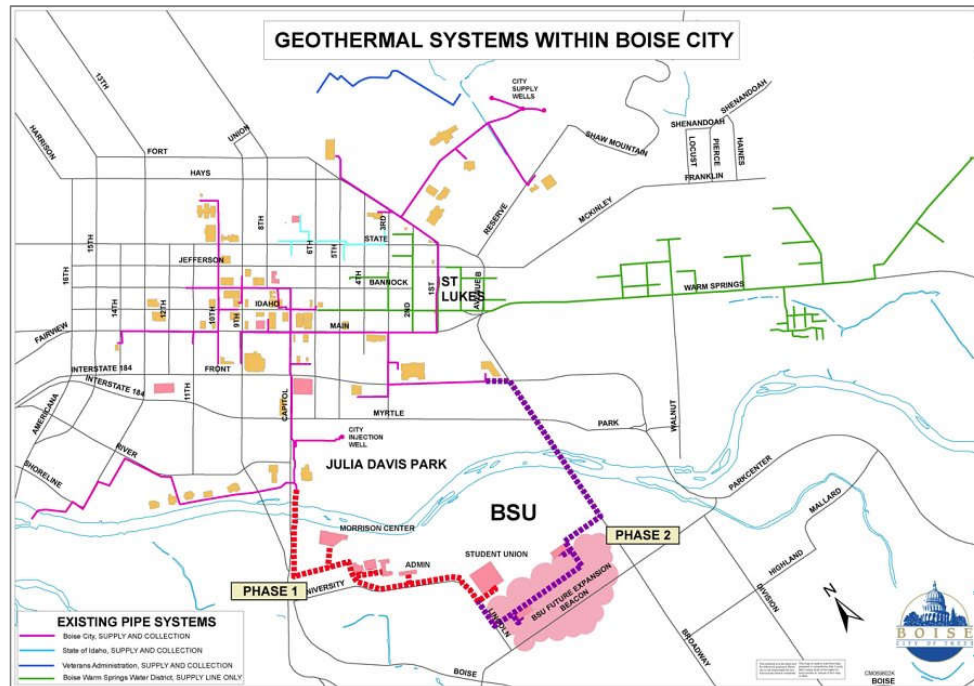 GEOTHERMAL SYSTEMS WITHIN BOISE CITY
13TH
HARRISON
UNION
CITY
SUPPLY
WELLS
SHENANDOAH
SHENANDOAH
LOCUST
PIERCE
HAINES
SHAW MOUNTAIN
FRANKLIN
FORT
HAYS
RESERVE
MCKINLEY
8TH
3RD
15TH
6TH
5TH
STATE
JEFFERSON
16TH
4TH
BANNOCK
1ST
ST
LUKES
AVENUE B
WARM SPRINGS
14TH
12TH
10TH
9TH
IDAHO
2ND
MAIN
FAIRVIEW
INTERSTATE 184
FRONT
INTERSTATE 184
11TH
CAPITOL
AMERICANA
MYRTLE
PARK
WALNUT
RIVER
CITY
INJECTION
WELL
SHORELINE
JULIA DAVIS PARK
PARKCENTER
MALLARD
BSU
MORRISON CENTER
PHASE 2
STUDENT UNION
ADMIN
HIGHLAND
PHASE 1
UNIVERSITY
LINCOLN
BSU FUTURE EXPANSION
BEACON
DIVISION
N
BROADWAY
BOISE
EXISTING PIPE SYSTEMS
Boise City, SUPPLY AND COLLECTION
State of Idaho, SUPPLY AND COLLECTION
Veterans Administration, SUPPLY AND COLLECTION
Boise Warm Springs Water District, SUPPLY LINE ONLY
BOISE
CITY OF TREES
BOISE